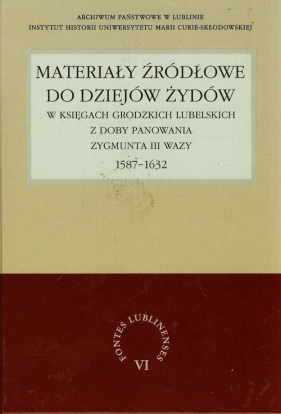 ARCHIWUM PAŃSTWOWE W LUBLINIE
INSTYTUT HISTORII UNIWERSYTETU MARII CURIE-SKŁODOWSKIEJ
MATERIAŁY ŹRÓDŁOWE
DO DZIEJÓW ŻYDÓW
W KSIĘGACH GRODZKICH LUBELSKICH
Z DOBY PANOWANIA
ZYGMUNTA III WAZY
1587-1632
FONTES LUBLINENSES
VI